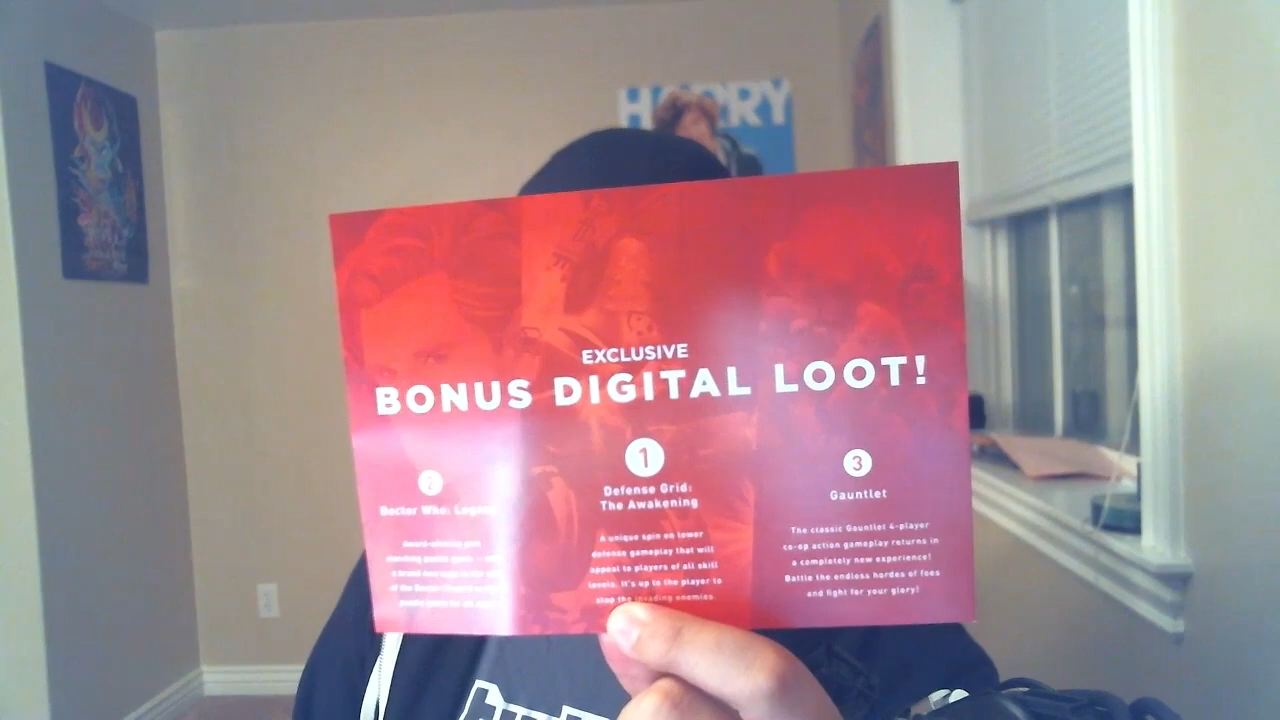 HARRY
EXCLUSIVE
BONUS DIGITAL LOOT!
2
Doctor Who: Legacy
1
Defense Grid:
The Awakening
A unique spin on tower
defense gameplay that will
appeal to players of all skill
levels. It's up to the player to
stop the invading enemies.
3
Gauntlet
The classic Gauntlet 4-player
co-op action gameplay returns in
a completely new experience!
Battle the endless hordes of foes
and fight for your glory!